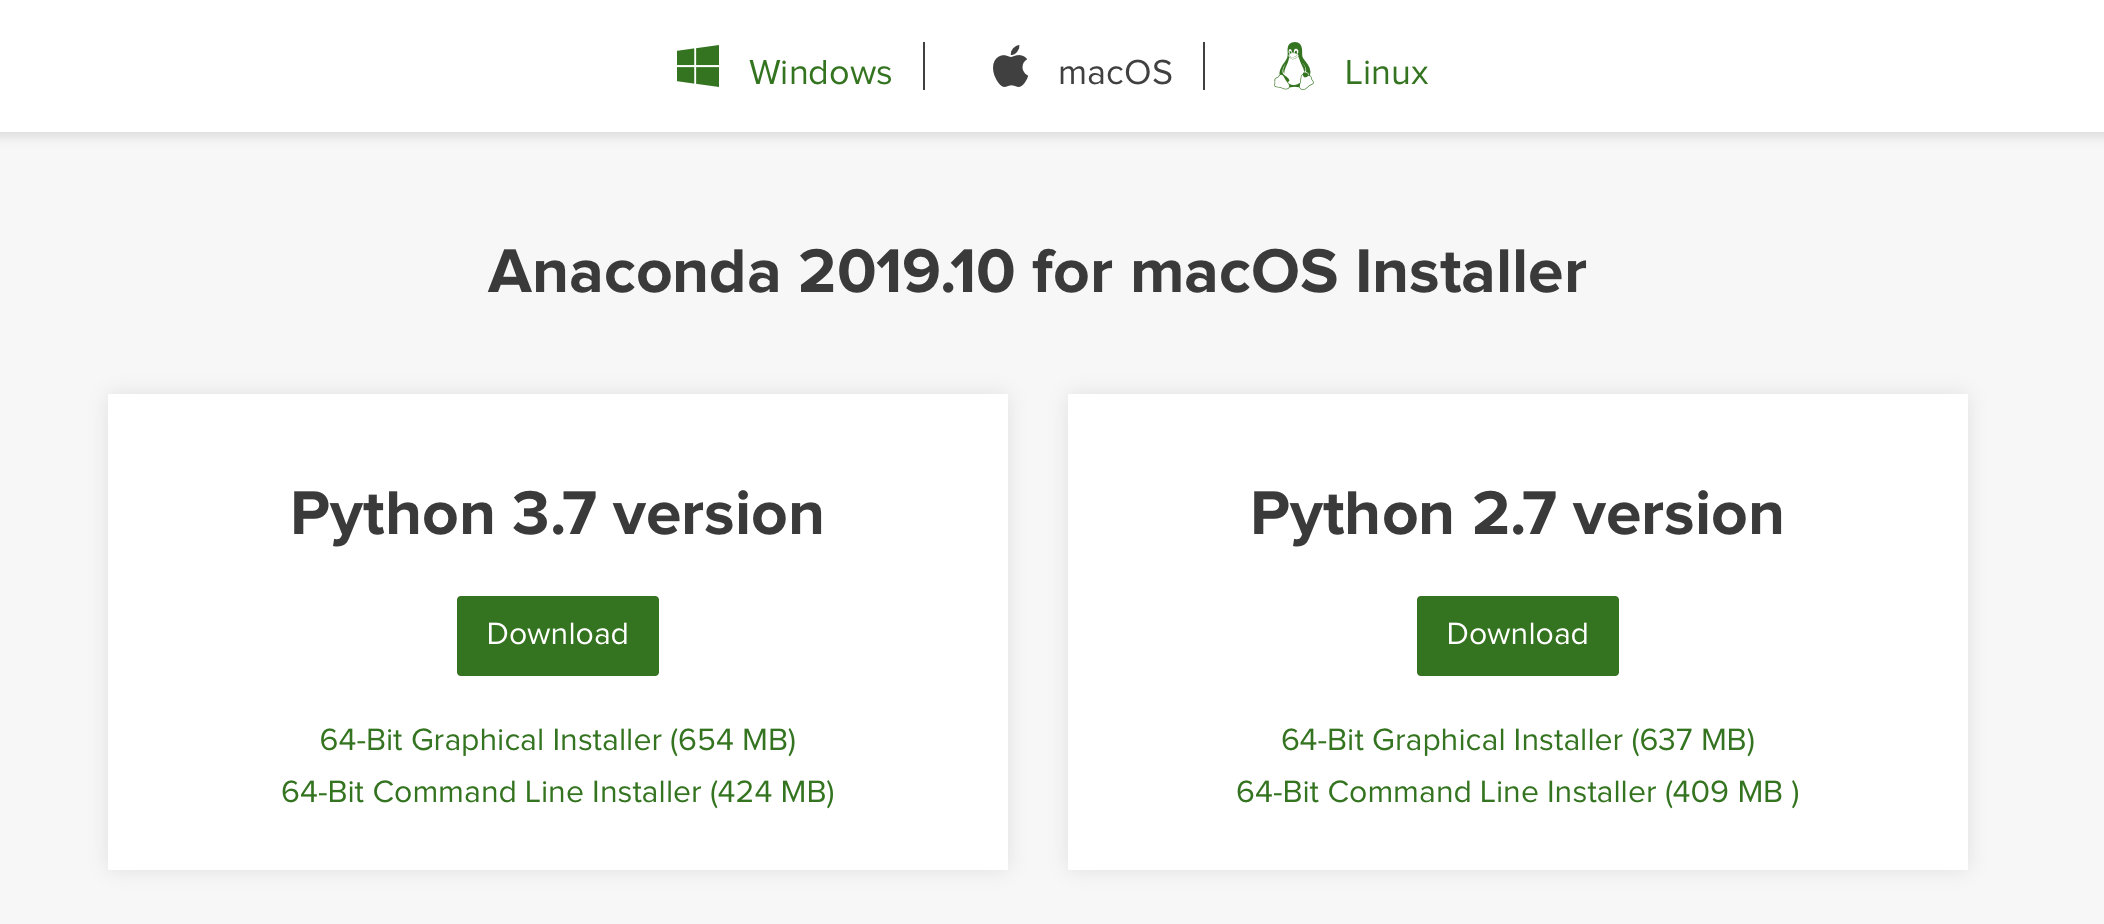 Windows | macOS | Linux
Anaconda 2019.10 for macOS Installer
Python 3.7 version
Download
64-Bit Graphical Installer (654 MB)
64-Bit Command Line Installer (424 MB)
Python 2.7 version
Download
64-Bit Graphical Installer (637 MB)
64-Bit Command Line Installer (409 MB )